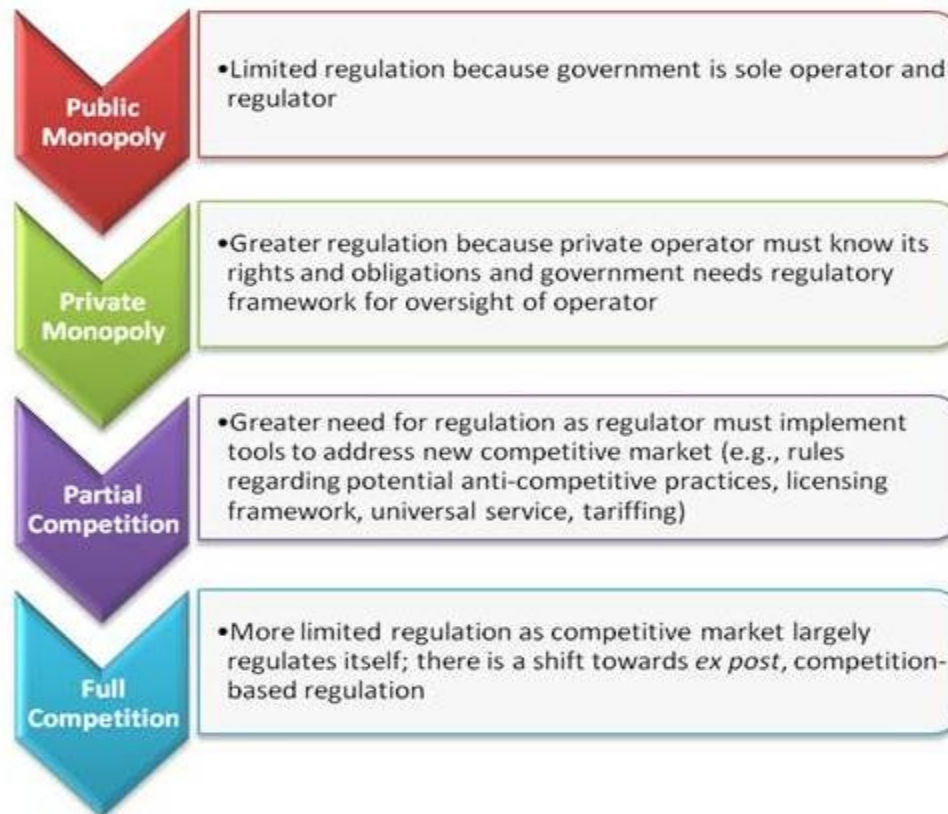 Public
Monopoly
•Limited regulation because government is sole operator and
regulator
Private
Monopoly
•Greater regulation because private operator must know its
rights and obligations and government needs regulatory
framework for oversight of operator
Partial
Competition
•Greater need for regulation as regulator must implement
tools to address new competitive market (e.g., rules
regarding potential anti-competitive practices, licensing
framework, universal service, tariffing)
Full
Competition
•More limited regulation as competitive market largely
regulates itself; there is a shift towards ex post, competition-
based regulation